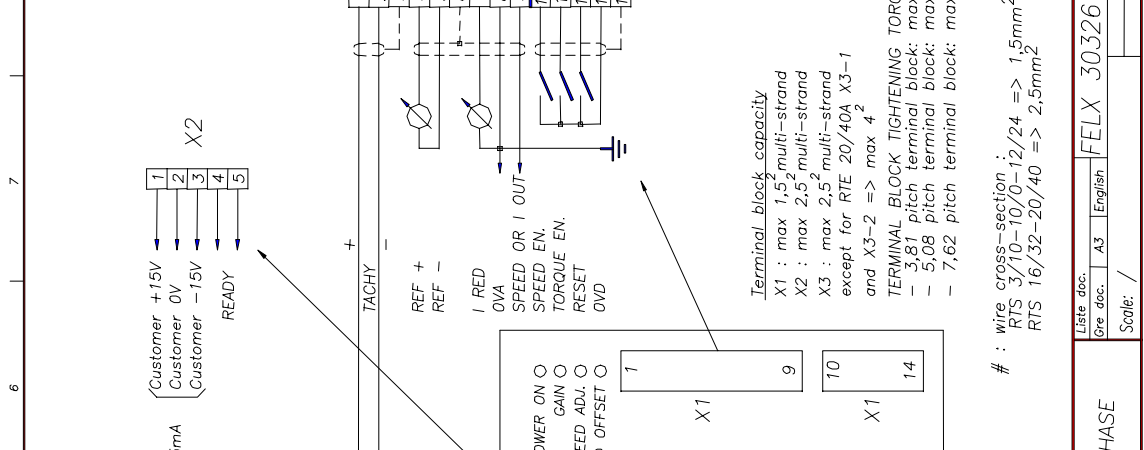 X2
1
2
3
4
5
(Customer +15V
Customer 0V
Customer -15V
READY
TACHY
+
-
REF +
REF -
I RED
0VA
SPEED OR I OUT
SPEED EN.
TORQUE EN.
RESET
0VD
GAIN
OFFSET
1
9
X1
10
14
X1
Terminal block capacity
X1 : max 1,5² multi-strand
X2 : max 2,5² multi-strand
X3 : max 2,5² multi-strand
except for RTE 20/40A X3-1
and X3-2 => max 4²
TERMINAL BLOCK TIGHTENING
- 3,81 pitch terminal block: max
- 5,08 pitch terminal block: max
- 7,62 pitch terminal block: max
# : wire cross-section :
RTS 3/10-10/0-12/24 => 1,5mm²
RTS 16/32-20/40 => 2,5mm2
Liste doc.
FELX 30326
Gre doc.
A3
English
Scale: /
7
6